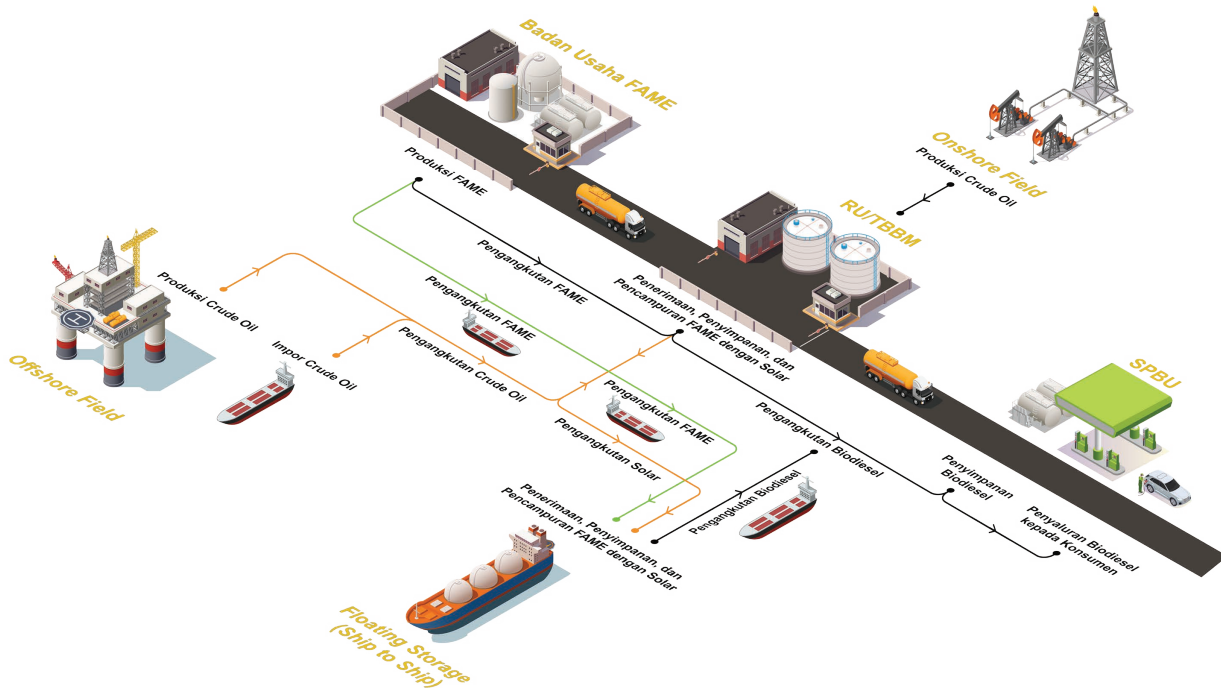 Badan Usaha FAME
Produksi FAME
Onshore Field
Produksi Crude Oil
RU/TBBM
Penerimaan, Penyimpanan, dan
Pencampuran FAME dengan Solar
Pengangkutan FAME
Offshore Field
Produksi Crude Oil
Impor Crude Oil
Pengangkutan FAME
Pengangkutan Crude Oil
Pengangkutan FAME
Pengangkutan Solar
Pengangkutan Biodiesel
SPBU
Penyimpanan
Biodiesel
Penyaluran Biodiesel
kepada Konsumen
Pengangkutan Biodiesel
Penerimaan, Penyimpanan, dan
Pencampuran FAME dengan Solar
Floating Storage
(Ship to Ship)